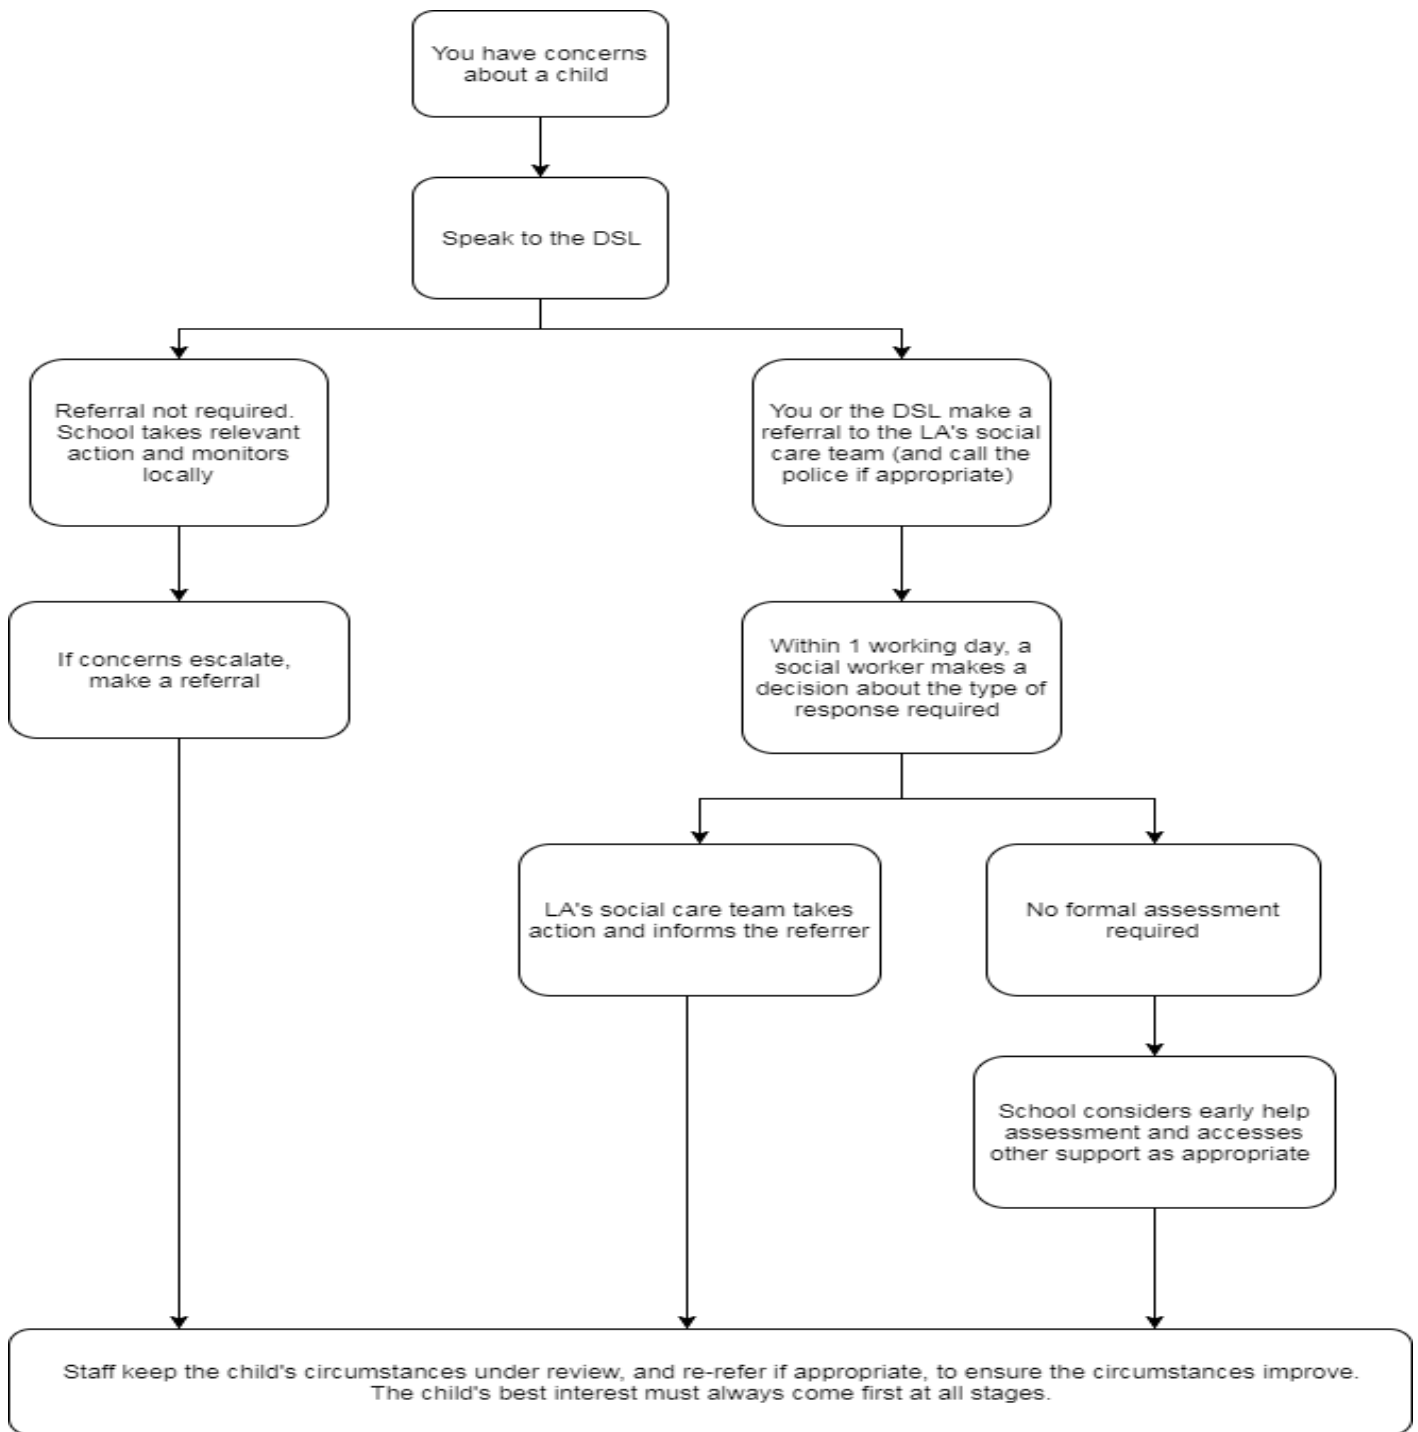 You have concerns
about a child
Speak to the DSL
Referral not required.
School takes relevant
action and monitors
locally
You or the DSL make a
referral to the LA's social
care team (and call the
police if appropriate)
If concerns escalate,
make a referral
Within 1 working day, a
social worker makes a
decision about the type of
response required
LA's social care team takes
action and informs the referrer
No formal assessment
required
School considers early help
assessment and accesses
other support as appropriate
Staff keep the child's circumstances under review, and re-refer if appropriate, to ensure the circumstances improve.
The child's best interest must always come first at all stages.